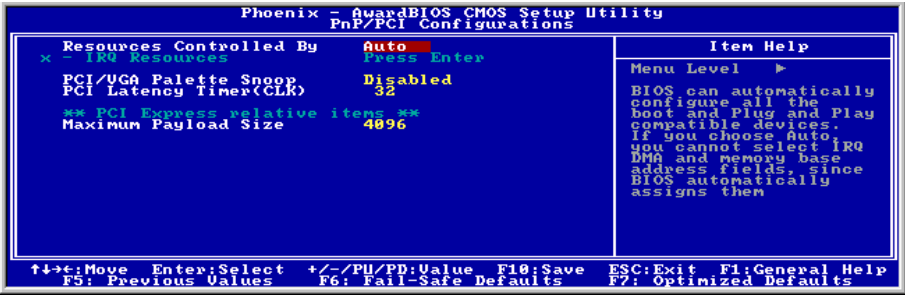 Phoenix - AwardBIOS CMOS Setup Utility
PnP/PCI Configurations
Resources Controlled By Auto
x - IRQ Resources Press Enter
PCI/VGA Palette Snoop Disabled
PCI Latency Timer(CLK) 32
** PCI Express relative items **
Maximum Payload Size 4096
Item Help
Menu Level ►
BIOS can automatically
configure all the
boot and Plug and Play
compatible devices.
If you choose Auto,
you cannot select IRQ
DMA and memory base
address fields, since
BIOS automatically
assigns them
↑↓→←:Move Enter:Select +/-/PU/PD:Value F10:Save ESC:Exit F1:General Help
F5: Previous Values F6: Fail-Safe Defaults F7: Optimized Defaults